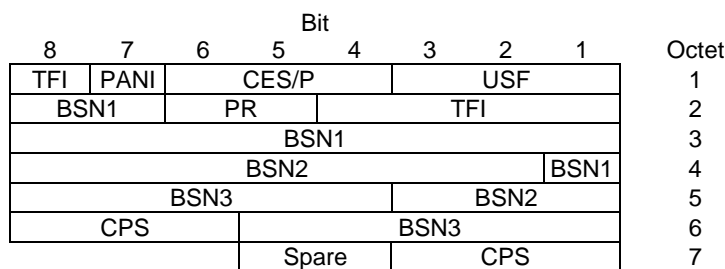 Bit
8 7 6 5 4 3 2 1 Octet
TFI PANI CES/P USF 1
BSN1 PR TFI 2
BSN1 3
BSN2 BSN1 4
BSN3 BSN2 5
CPS BSN3 6
Spare CPS 7